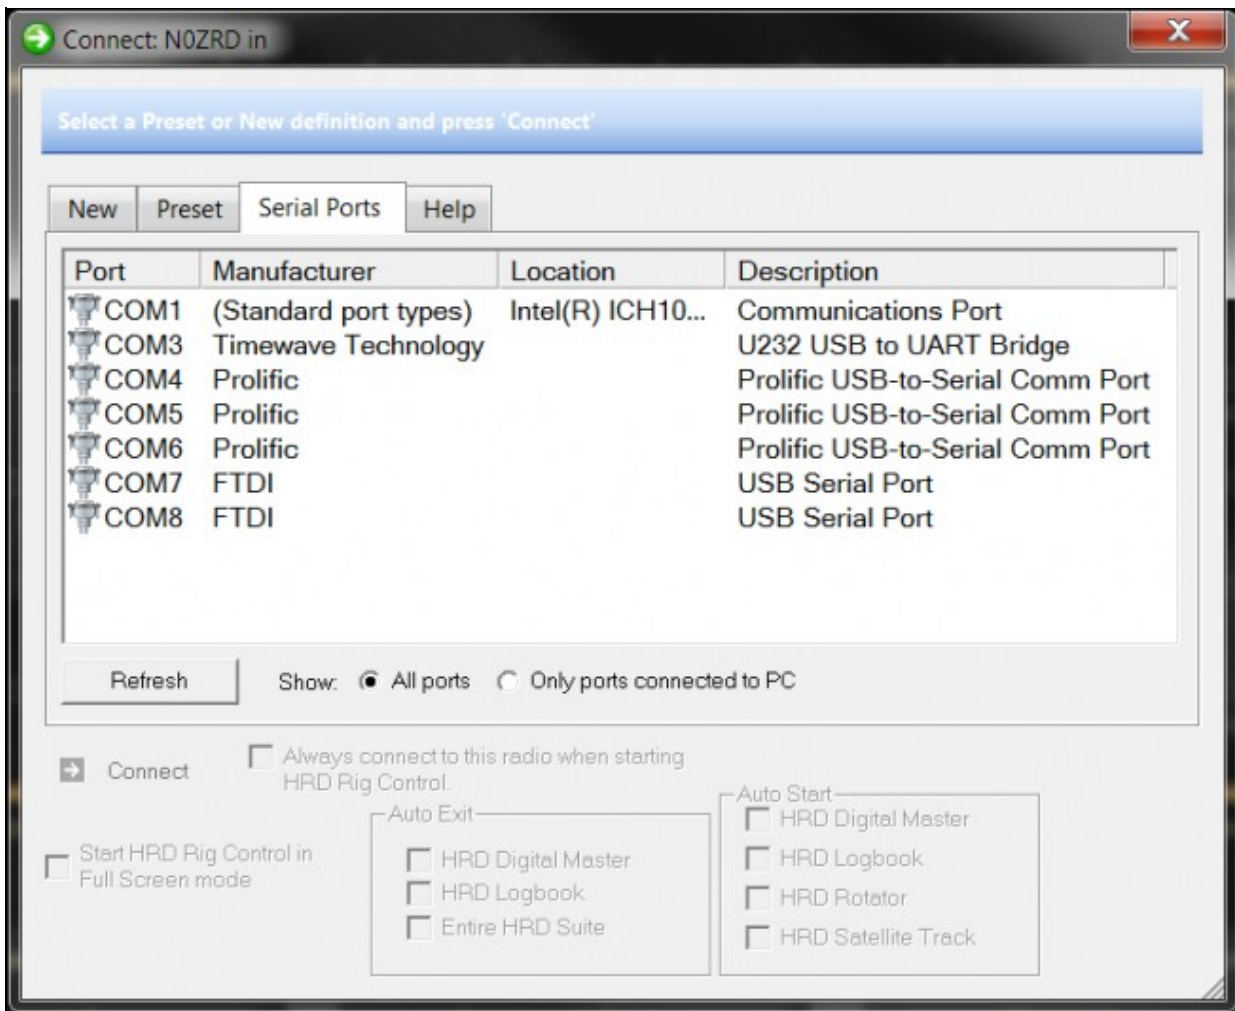 Connect: N0ZRD in
Select a Preset or New definition and press 'Connect'
New Preset Serial Ports Help
Port Manufacturer Location Description
COM1 (Standard port types) Intel(R) ICH10... Communications Port
COM3 Timewave Technology U232 USB to UART Bridge
COM4 Prolific Prolific USB-to-Serial Comm Port
COM5 Prolific Prolific USB-to-Serial Comm Port
COM6 Prolific Prolific USB-to-Serial Comm Port
COM7 FTDI USB Serial Port
COM8 FTDI USB Serial Port
Refresh Show: All ports Only ports connected to PC
Connect
Always connect to this radio when starting
HRD Rig Control.
Start HRD Rig Control in
Full Screen mode
Auto Exit
HRD Digital Master
HRD Logbook
Entire HRD Suite
Auto Start
HRD Digital Master
HRD Logbook
HRD Rotator
HRD Satellite Track